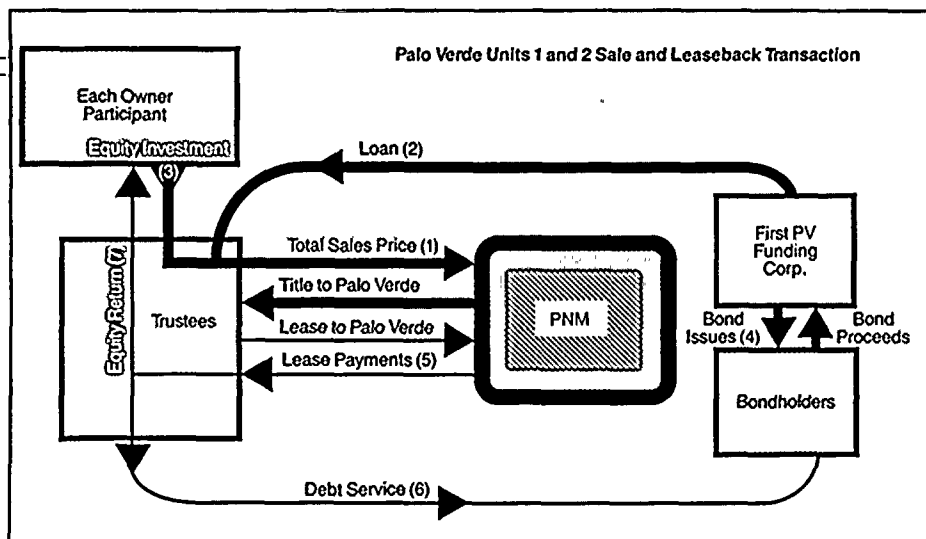 Palo Verde Units 1 and 2 Sale and Leaseback Transaction
Each Owner
Participant
Equity Investment
(3)
Loan (2)
First PV
Funding
Corp.
Total Sales Price (1)
Title to Palo Verde
Lease to Palo Verde
Lease Payments (5)
Trustees
Equity Return (7)
PNM
Bond
Issues (4)
Bond
Proceeds
Bondholders
Debt Service (6)